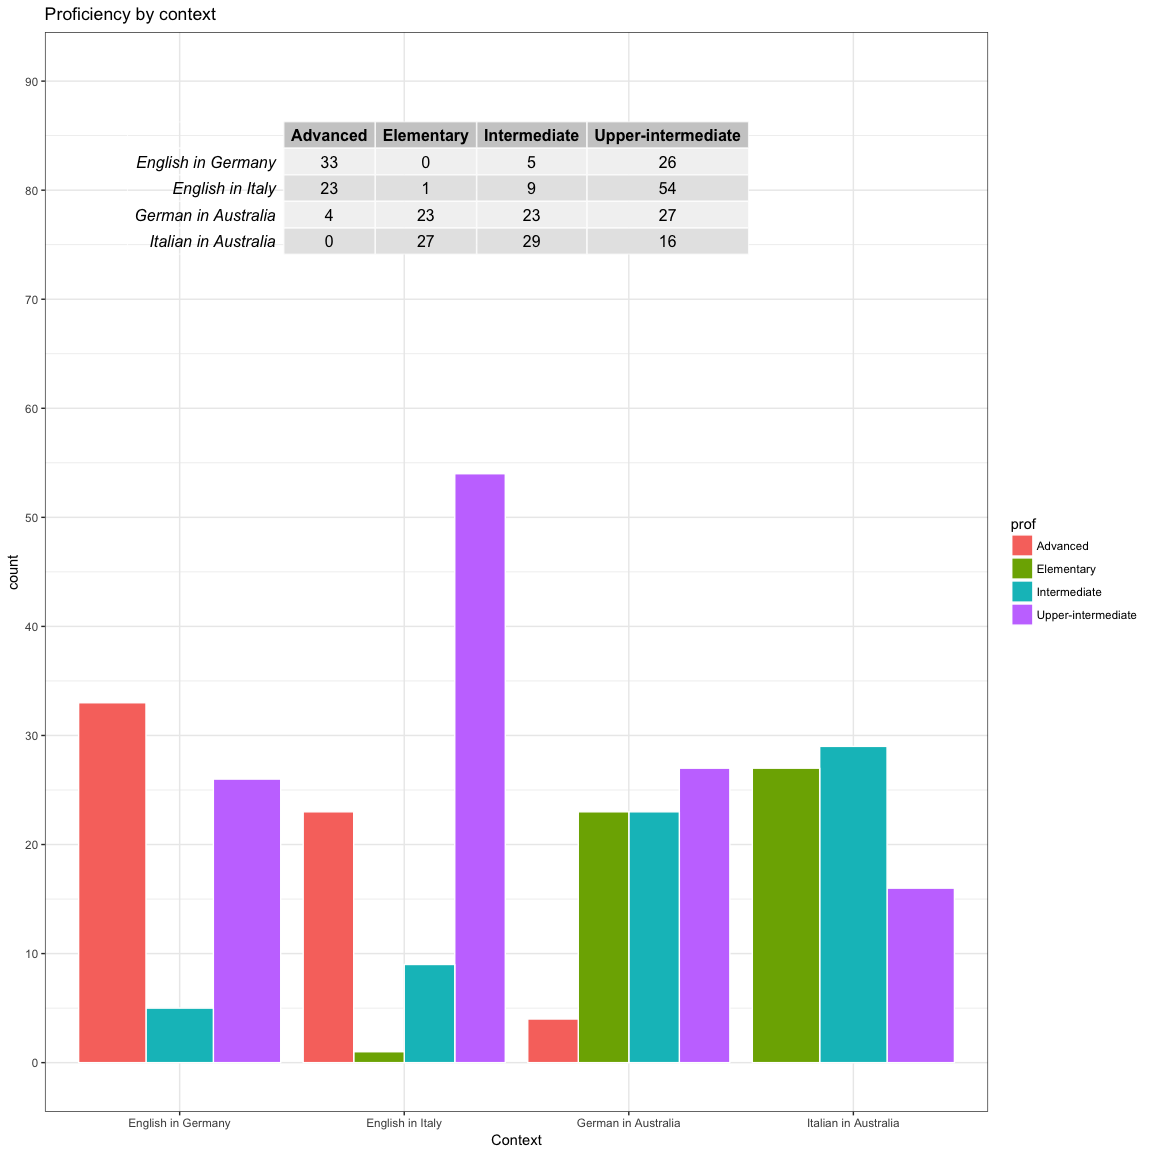 Proficiency by context
Advanced Elementary Intermediate Upper-intermediate
English in Germany 33 0 5 26
English in Italy 23 1 9 54
German in Australia 4 23 23 27
Italian in Australia 0 27 29 16
90
80
70
60
50
40
30
20
10
0
count
English in Germany English in Italy German in Australia Italian in Australia
Context
prof
Advanced
Elementary
Intermediate
Upper-intermediate